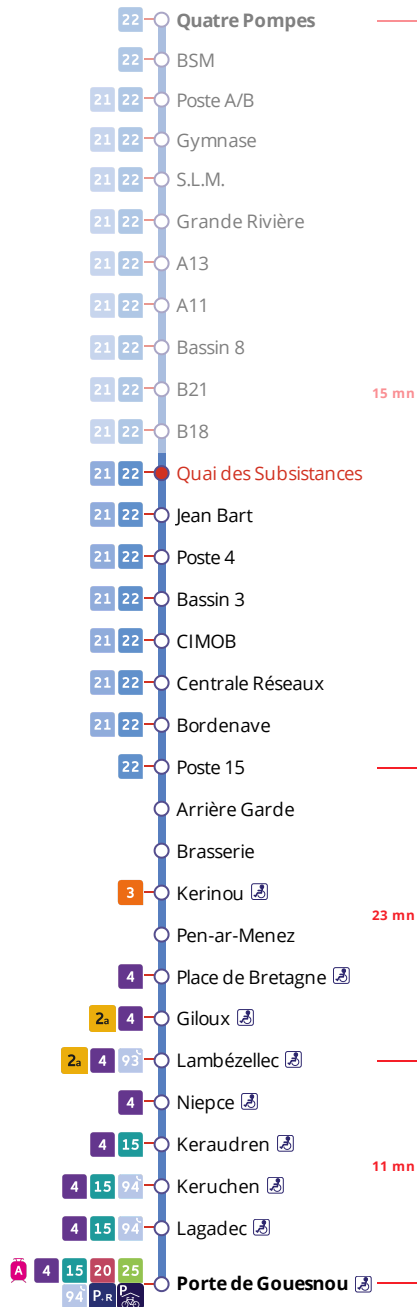 22 Quatre Pompes
22 BSM
21 22 Poste A/B
21 22 Gymnase
21 22 S.L.M.
21 22 Grande Rivière
21 22 A13
21 22 A11
21 22 Bassin 8
21 22 B21
15 mn
21 22 B18
21 22 Quai des Subsistances
21 22 Jean Bart
21 22 Poste 4
21 22 Bassin 3
21 22 CIMOB
21 22 Centrale Réseaux
21 22 Bordenave
22 Poste 15
Arrière Garde
Brasserie
3 Kerinou
23 mn
Pen-ar-Menez
4 Place de Bretagne
2a 4 Giloux
2a 4 93 Lambézellec
4 Niepce
4 15 Keraudren
11 mn
4 15 94 Keruchen
4 15 94 Lagadec
A 4 15 20 25
94 P+R P Porte de Gouesnou